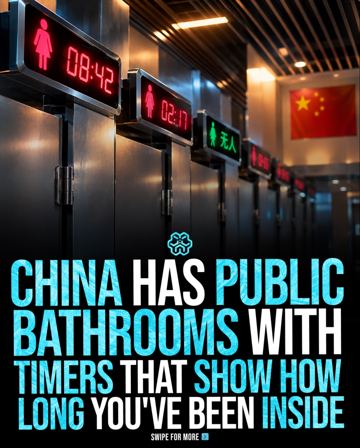 08:42
02:17
无人
CHINA HAS PUBLIC
BATHROOMS WITH
TIMERS THAT SHOW HOW
LONG YOU'VE BEEN INSIDE
SWIPE FOR MORE